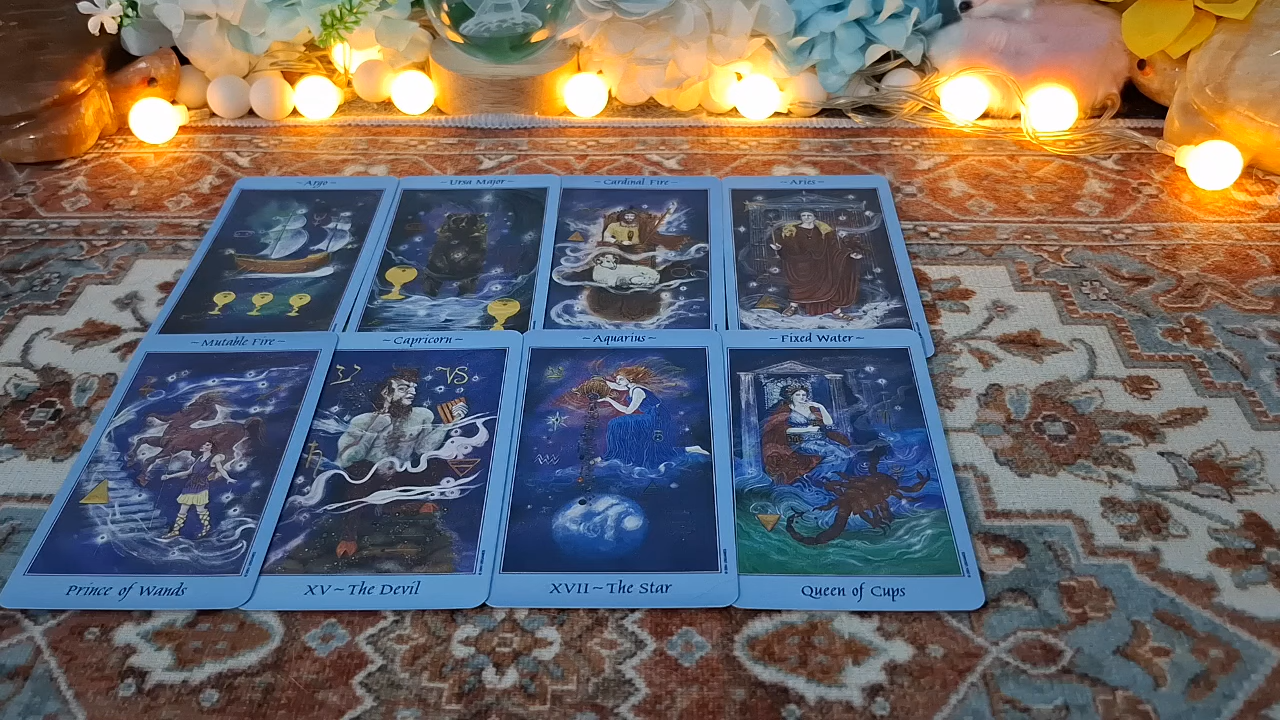 ~ Argo ~
~ Ursa Major ~
~ Cardinal Fire ~
~ Aries ~
~ Mutable Fire ~
Prince of Wands
~ Capricorn ~
XV ~ The Devil
~ Aquarius ~
XVII ~ The Star
~ Fixed Water ~
Queen of Cups